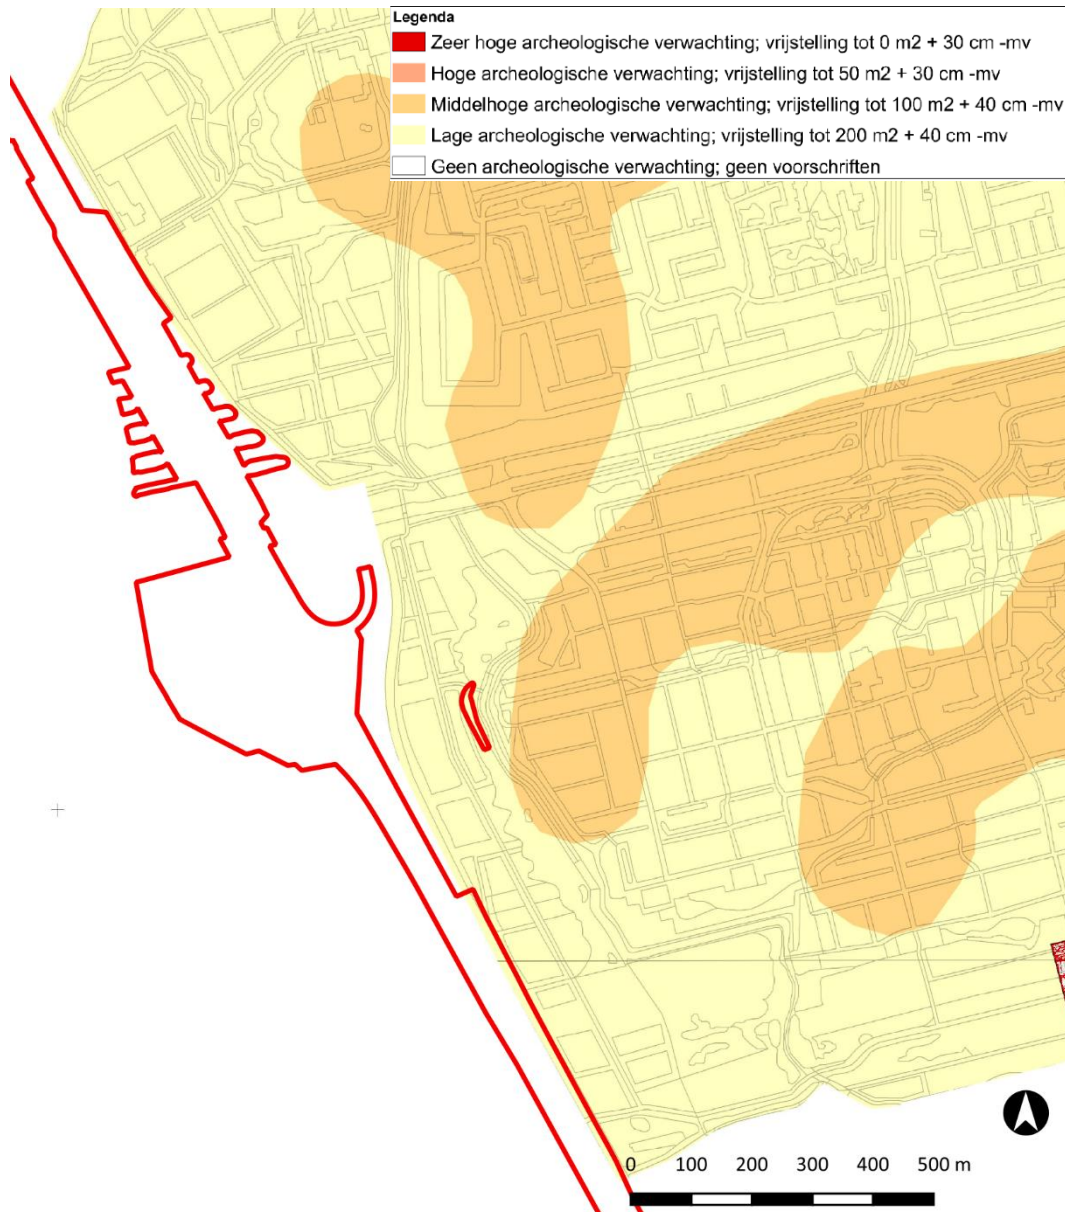 Legenda
Zeer hoge archeologische verwachting; vrijstelling tot 0 m2 + 30 cm -mv
Hoge archeologische verwachting; vrijstelling tot 50 m2 + 30 cm -mv
Middelhoge archeologische verwachting; vrijstelling tot 100 m2 + 40 cm -mv
Lage archeologische verwachting; vrijstelling tot 200 m2 + 40 cm -mv
Geen archeologische verwachting; geen voorschriften
0 100 200 300 400 500 m